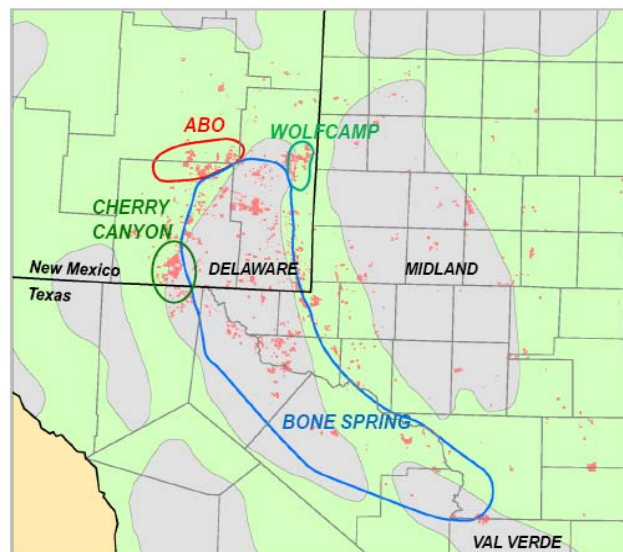 ABO
WOLFCAMP
CHERRY
CANYON
New Mexico
DELAWARE
MIDLAND
Texas
BONE SPRING
VAL VERDE